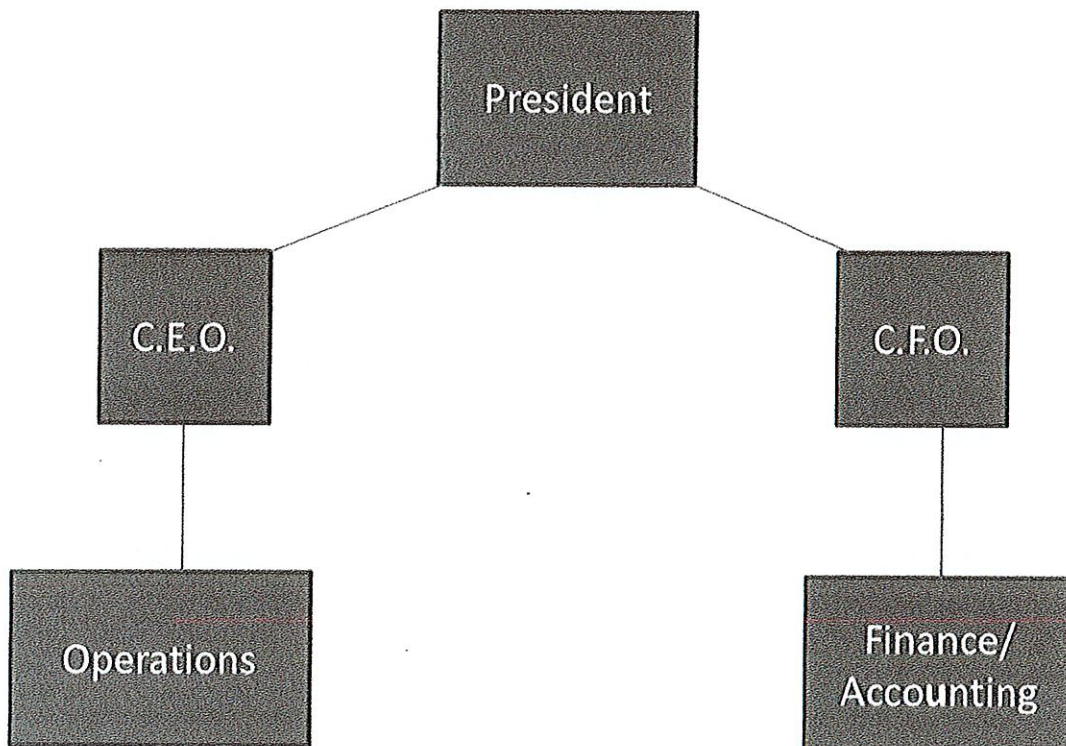 President
C.E.O.
C.F.O.
Operations
Finance/
Accounting